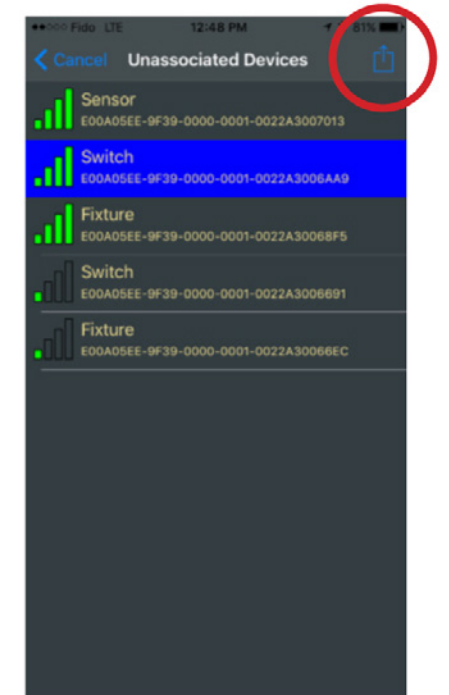 Fido LTE 12:48 PM 81%
Cancel Unassociated Devices
Sensor
E00A05EE-9F39-0000-0001-0022A3007013
Switch
E00A05EE-9F39-0000-0001-0022A3006AA9
Fixture
E00A05EE-9F39-0000-0001-0022A30068F5
Switch
E00A05EE-9F39-0000-0001-0022A3006691
Fixture
E00A05EE-9F39-0000-0001-0022A30066EC